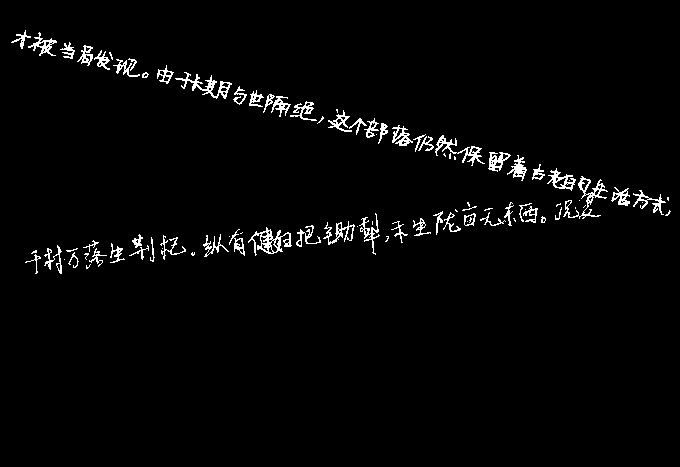 才被当局发现。由于长期与世隔绝,这个部落仍然保留着古老的生活方式,
千村万落生荆杞。纵有健妇把锄犁,禾生陇亩无东西。况复